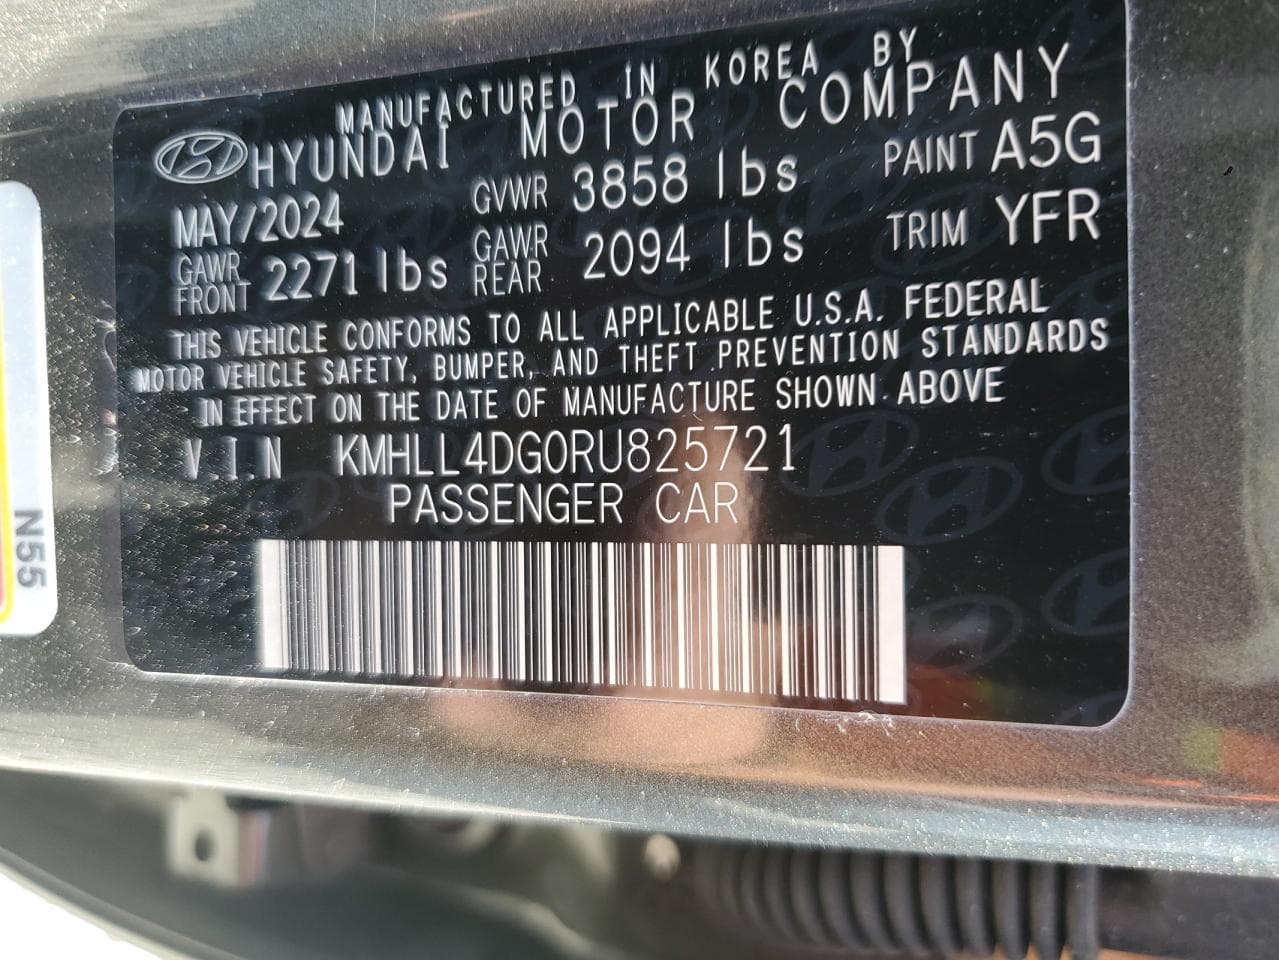 MANUFACTURED IN KOREA BY
HYUNDAI MOTOR COMPANY
MAY/2024 GVWR 3858 lbs PAINT A5G
GAWR FRONT 2271 lbs GAWR REAR 2094 lbs TRIM YFR
THIS VEHICLE CONFORMS TO ALL APPLICABLE U.S.A. FEDERAL
MOTOR VEHICLE SAFETY, BUMPER, AND THEFT PREVENTION STANDARDS
IN EFFECT ON THE DATE OF MANUFACTURE SHOWN ABOVE
VIN KMHLL4DG0RU825721
PASSENGER CAR
N55